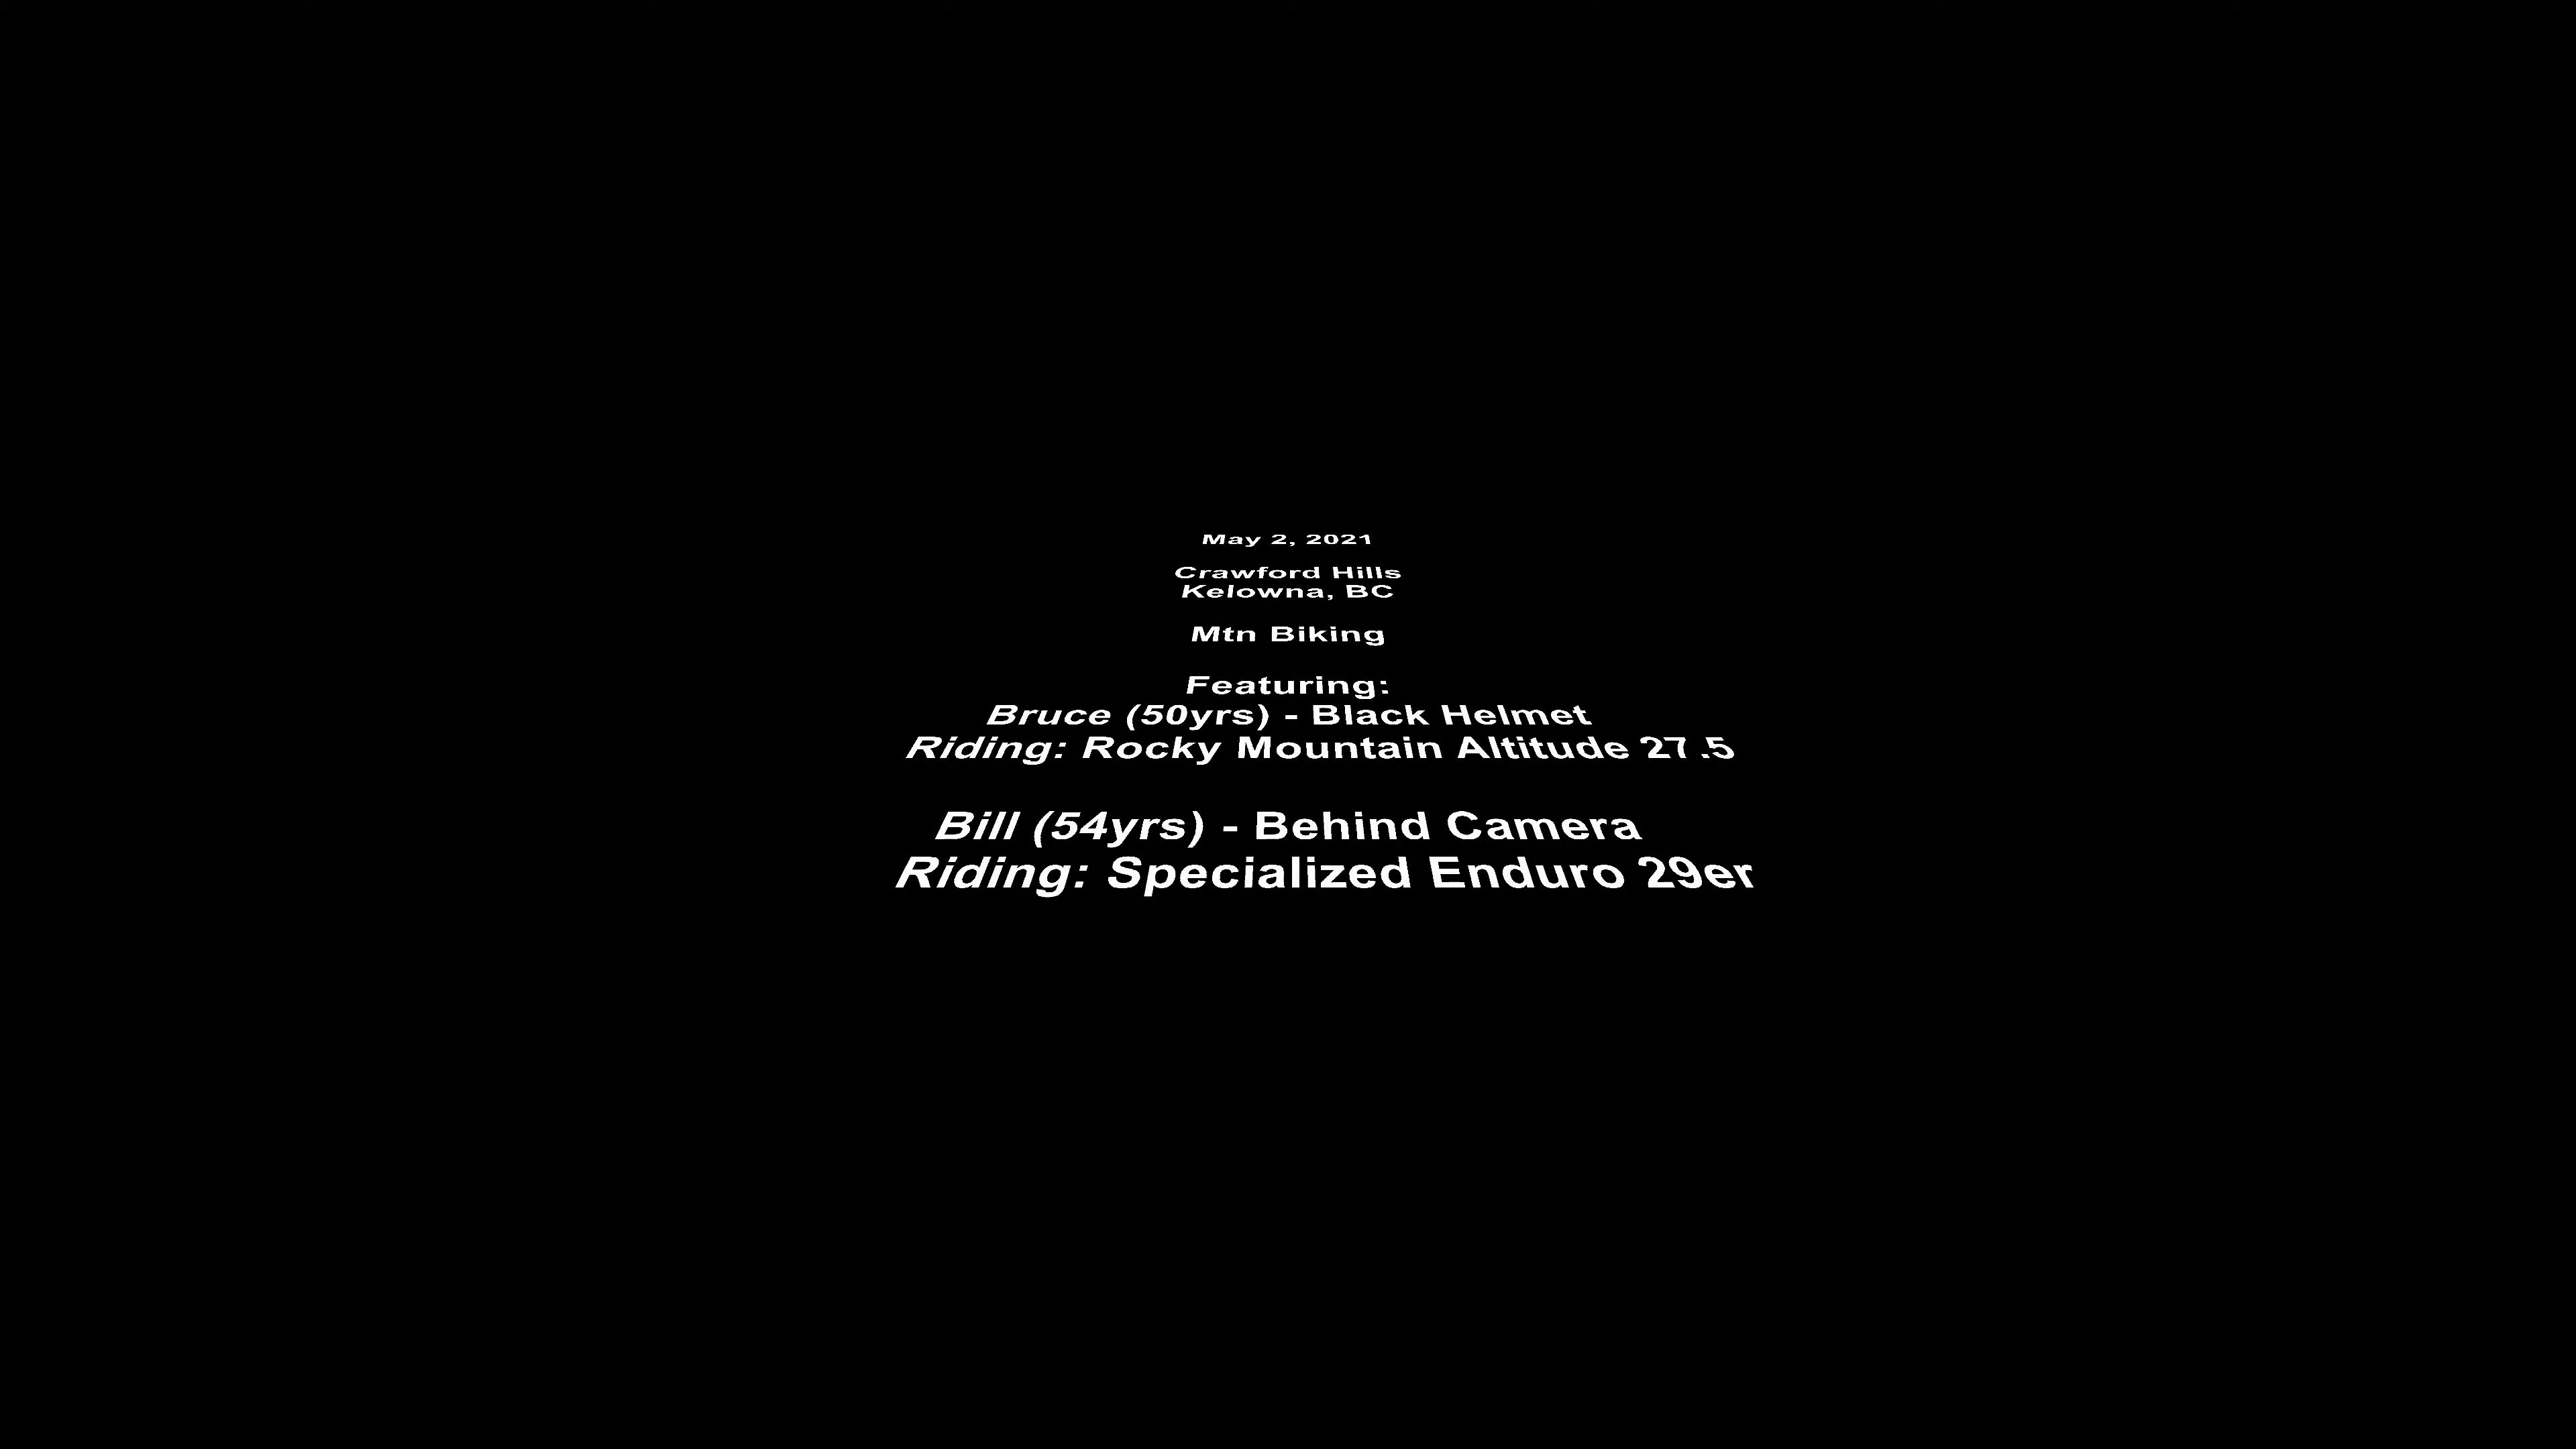 May 2, 2021
Crawford Hills
Kelowna, BC
Mtn Biking
Featuring:
Bruce (50yrs) - Black Helmet
Riding: Rocky Mountain Altitude 27.5
Bill (54yrs) - Behind Camera
Riding: Specialized Enduro 29er